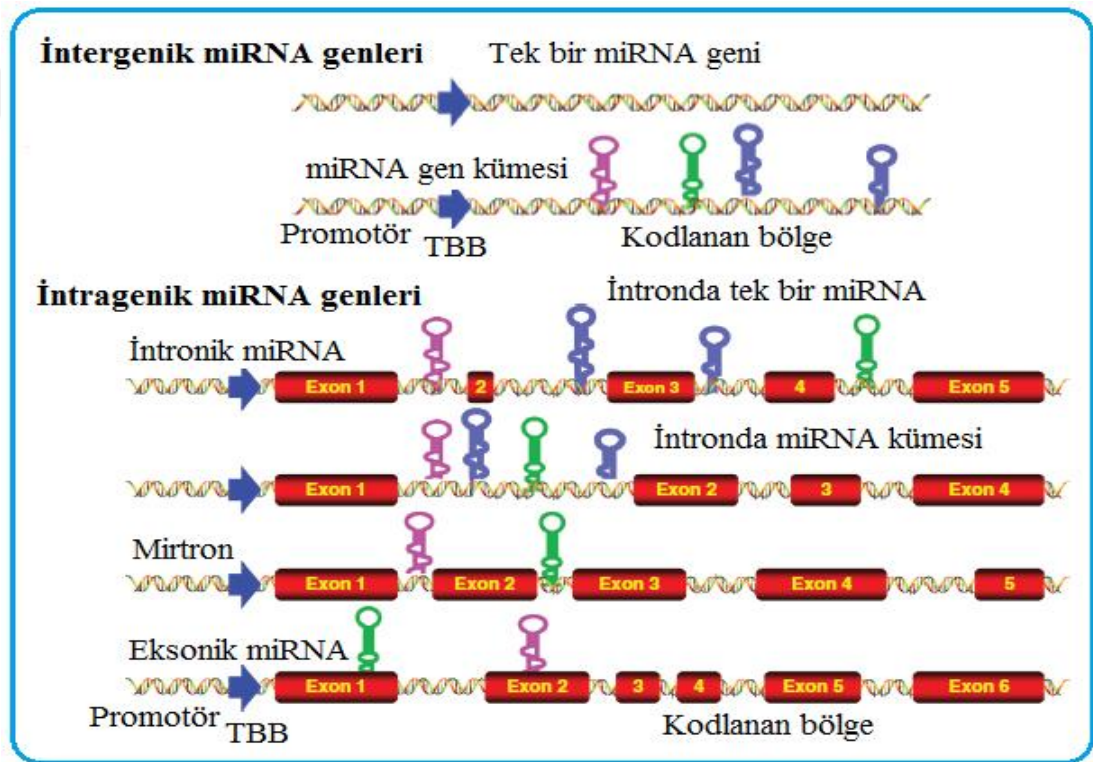 İntergenik miRNA genleri Tek bir miRNA geni
miRNA gen kümesi
Promotör TBB Kodlanan bölge
İntragenik miRNA genleri İntronda tek bir miRNA
İntronik miRNA
Exon 1 2 Exon 3 4 Exon 5
İntronda miRNA kümesi
Exon 1 Exon 2 3 Exon 4
Mirtron
Exon 1 Exon 2 Exon 3 Exon 4 5
Eksonik miRNA
Exon 1 Exon 2 3 4 Exon 5 Exon 6
Promotör TBB Kodlanan bölge